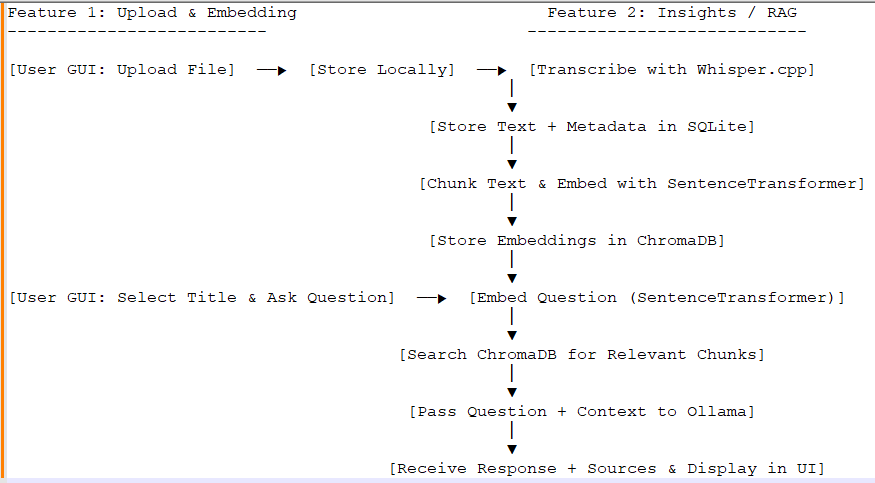 Feature 1: Upload & Embedding                         Feature 2: Insights / RAG
--------------------------                          ----------------------------
[User GUI: Upload File]  ──▶  [Store Locally]  ──▶  [Transcribe with Whisper.cpp]
│
▼
[Store Text + Metadata in SQLite]
│
▼
[Chunk Text & Embed with SentenceTransformer]
│
▼
[Store Embeddings in ChromaDB]
│
▼
[User GUI: Select Title & Ask Question]  ──▶  [Embed Question (SentenceTransformer)]
│
▼
[Search ChromaDB for Relevant Chunks]
│
▼
[Pass Question + Context to Ollama]
│
▼
[Receive Response + Sources & Display in UI]